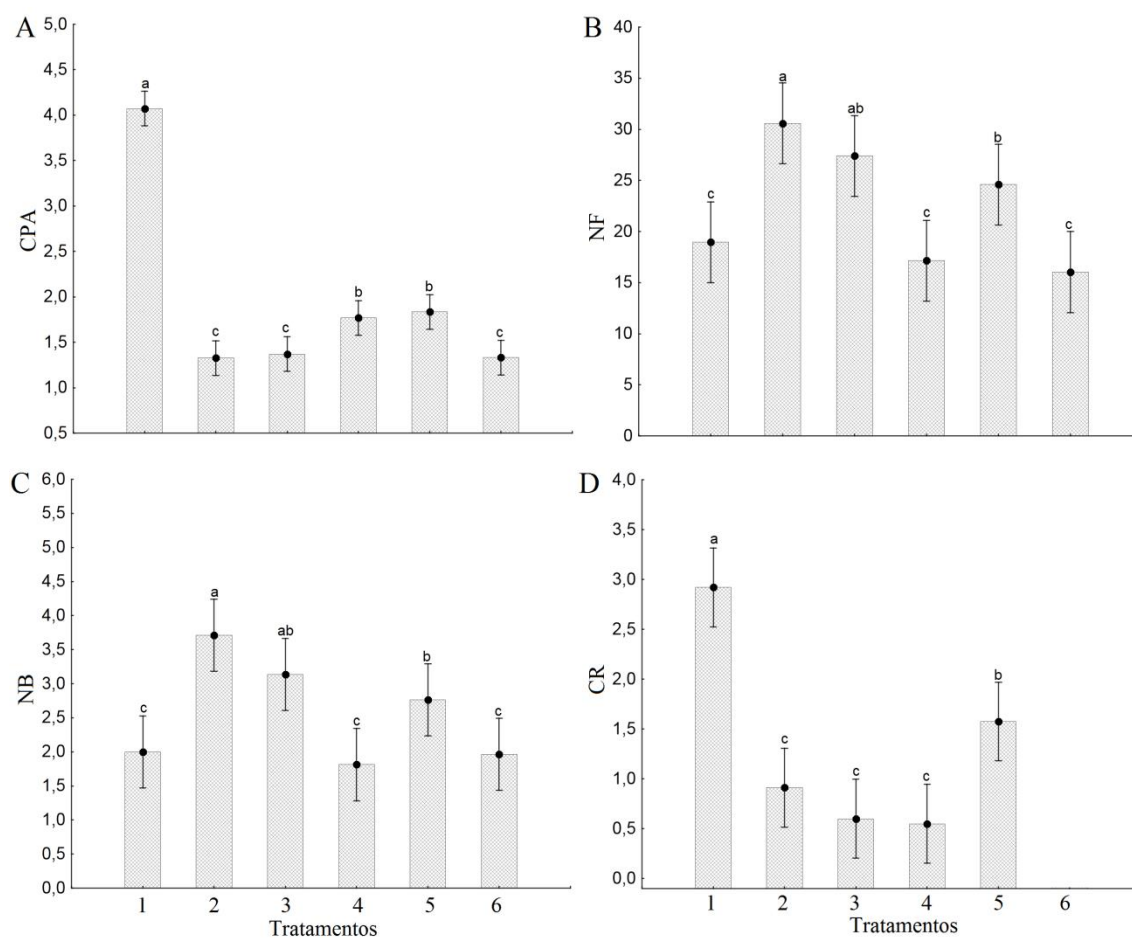 A
CPA
5,0
4,5
4,0
3,5
3,0
2,5
2,0
1,5
1,0
0,5
a
c
c
b
b
c
B
NF
40
35
30
25
20
15
10
5
0
c
a
ab
c
b
c
Tratamentos
Tratamentos
C
NB
6,0
5,5
5,0
4,5
4,0
3,5
3,0
2,5
2,0
1,5
1,0
0,5
0,0
c
a
ab
c
b
c
1 2 3 4 5 6
Tratamentos
D
CR
4,0
3,5
3,0
2,5
2,0
1,5
1,0
0,5
0,0
a
c
c
c
b
1 2 3 4 5 6
Tratamentos